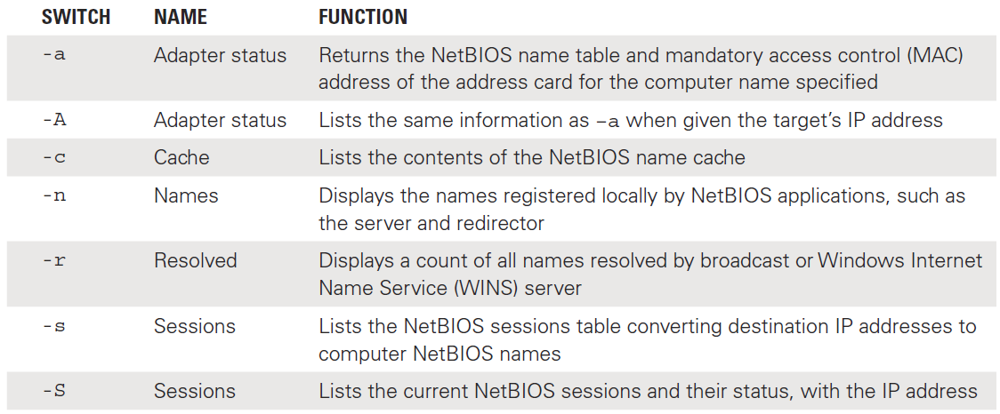 SWITCH NAME FUNCTION
-a Adapter status Returns the NetBIOS name table and mandatory access control (MAC)
address of the address card for the computer name specified
-A Adapter status Lists the same information as –a when given the target’s IP address
-c Cache Lists the contents of the NetBIOS name cache
-n Names Displays the names registered locally by NetBIOS applications, such as
the server and redirector
-r Resolved Displays a count of all names resolved by broadcast or Windows Internet
Name Service (WINS) server
-s Sessions Lists the NetBIOS sessions table converting destination IP addresses to
computer NetBIOS names
-S Sessions Lists the current NetBIOS sessions and their status, with the IP address